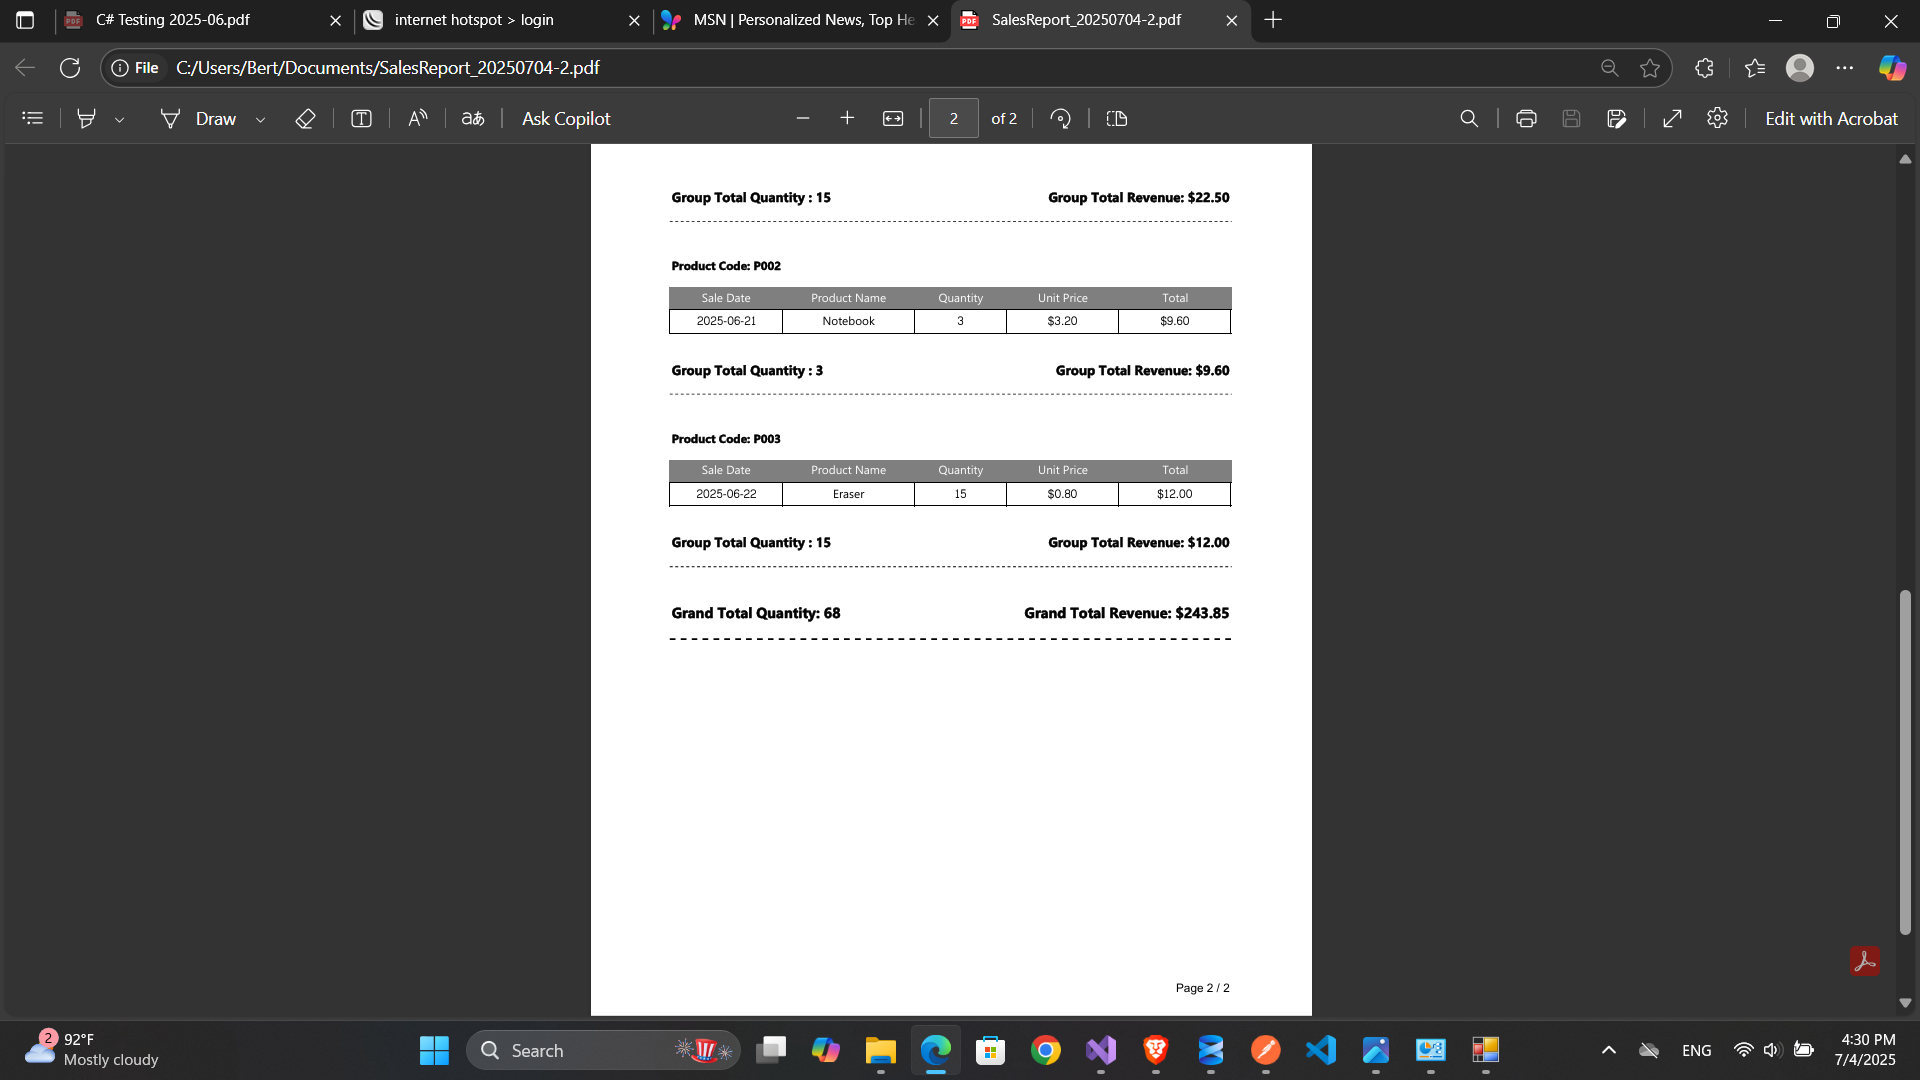 C# Testing 2025-06.pdf
internet hotspot > login
MSN | Personalized News, Top He
SalesReport_20250704-2.pdf
File C:/Users/Bert/Documents/SalesReport_20250704-2.pdf
Draw
Ask Copilot
2 of 2
Edit with Acrobat
Group Total Quantity : 15 Group Total Revenue: $22.50
Product Code: P002
Sale Date Product Name Quantity Unit Price Total
2025-06-21 Notebook 3 $3.20 $9.60
Group Total Quantity : 3 Group Total Revenue: $9.60
Product Code: P003
Sale Date Product Name Quantity Unit Price Total
2025-06-22 Eraser 15 $0.80 $12.00
Group Total Quantity : 15 Group Total Revenue: $12.00
Grand Total Quantity: 68 Grand Total Revenue: $243.85
Page 2 / 2
2
92°F
Mostly cloudy
Search
ENG
4:30 PM
7/4/2025